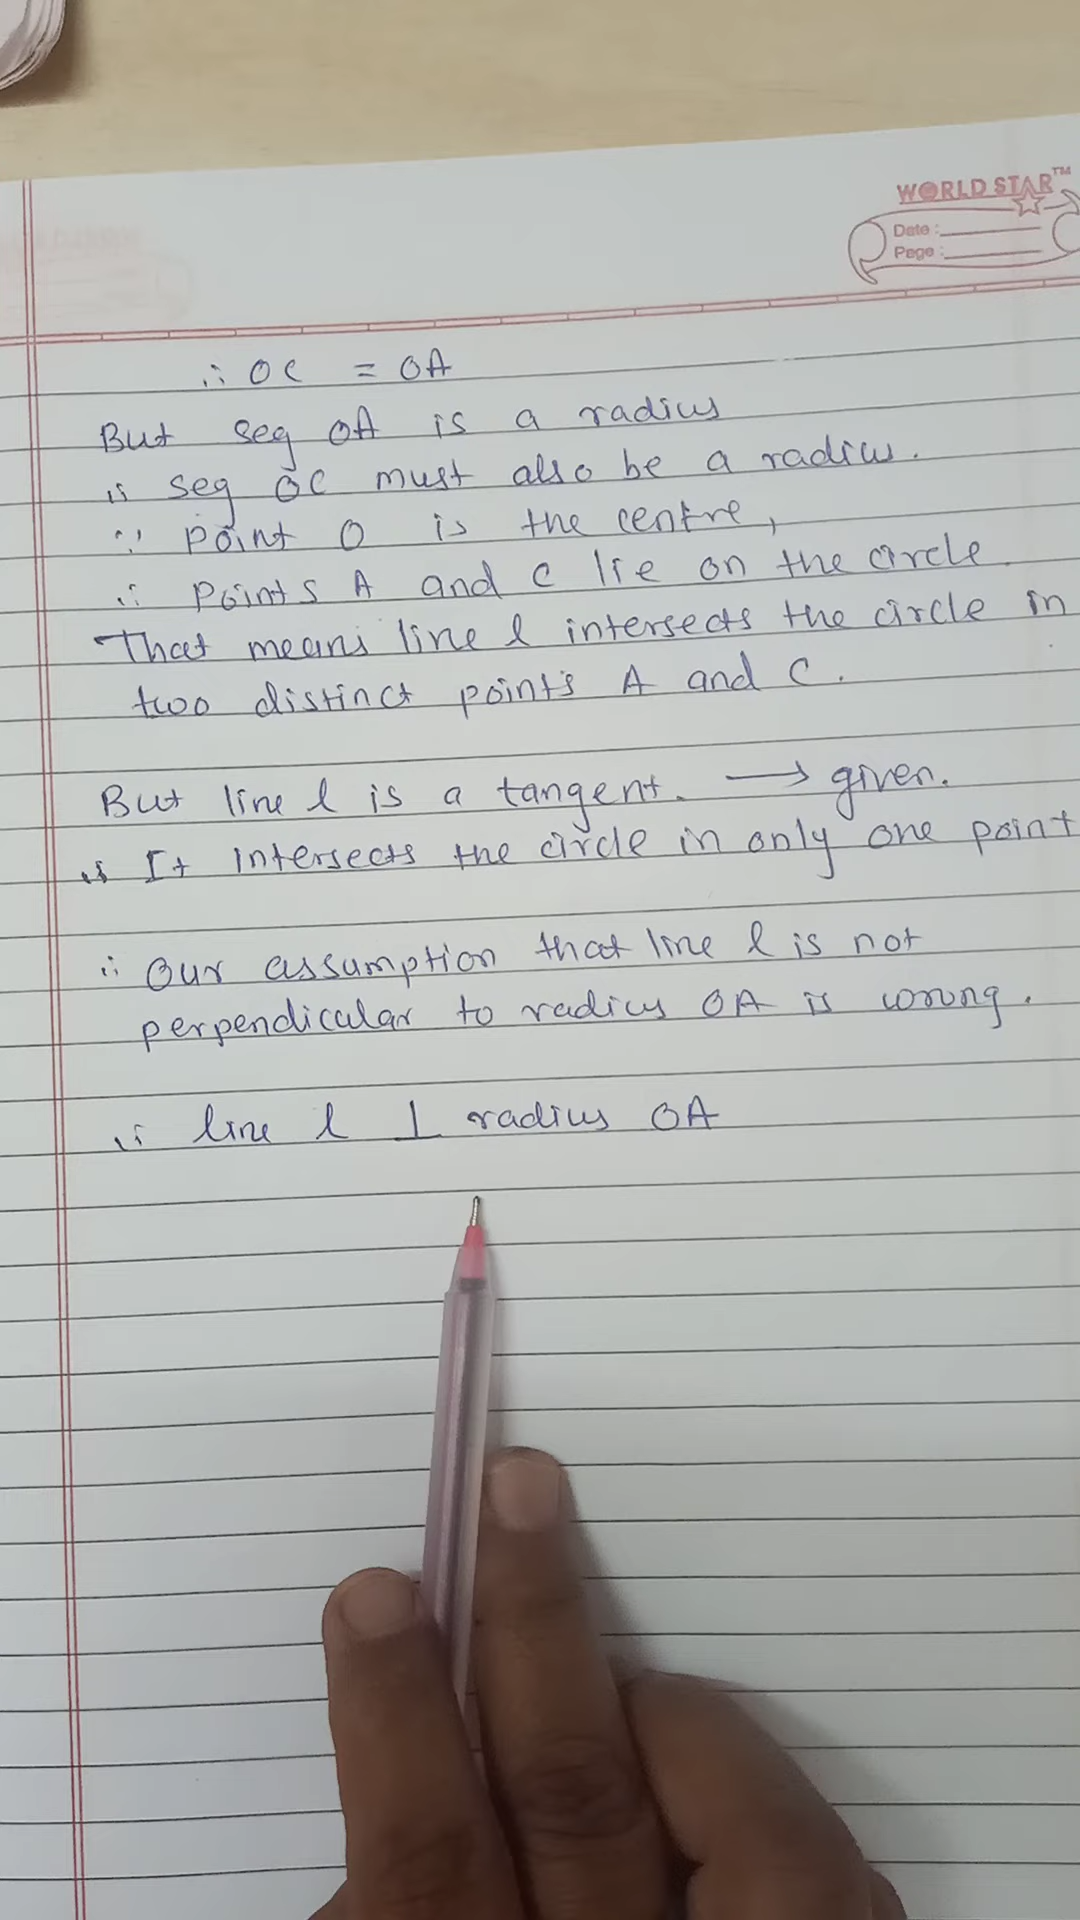 WORLD STAR™
Date :
Page :
∴ OC = OA
But seg OA is a radius
∴ seg OC must also be a radius.
∵ point O is the centre,
∴ Points A and C lie on the circle.
That means line l intersects the circle in
two distinct points A and C.
But line l is a tangent. → given.
∴ It intersects the circle in only one point
∴ Our assumption that line l is not
perpendicular to radius OA is wrong.
∴ line l ⊥ radius OA